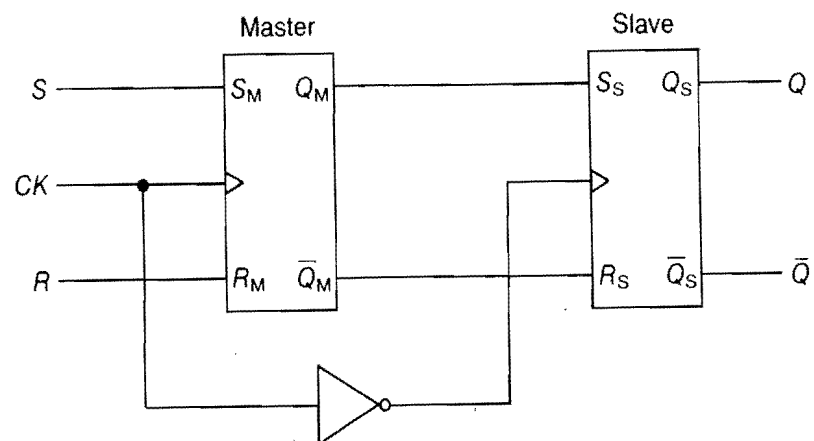 Master
Slave
S
S_M
Q_M
S_S
Q_S
Q
CK
R
R_M
Q̅_M
R_S
Q̅_S
Q̅